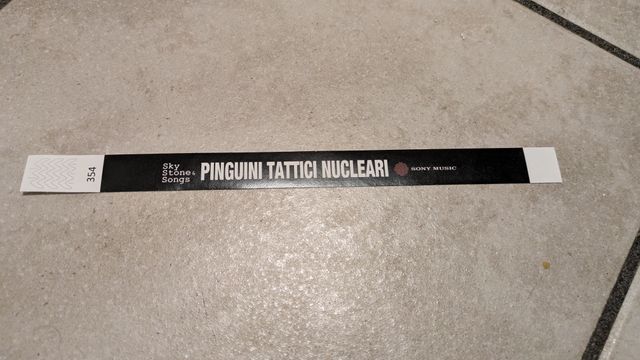 354
Sky
Stone&
Songs
PINGUINI TATTICI NUCLEARI
SONY MUSIC